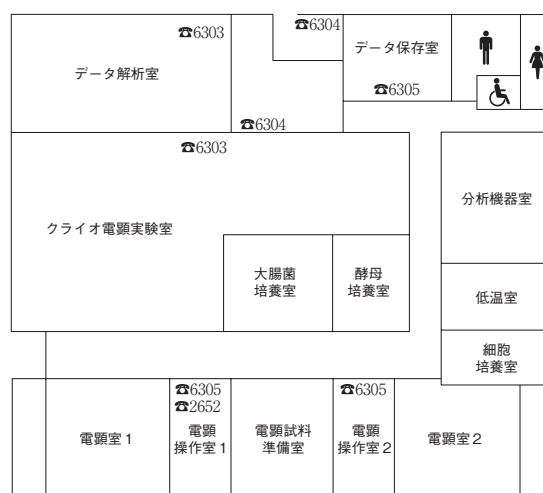 ☎6303
☎6304
データ解析室
データ保存室
☎6305
☎6304
☎6303
クライオ電顕実験室
分析機器室
大腸菌
培養室
酵母
培養室
低温室
細胞
培養室
☎6305
☎2652
☎6305
電顕室1
電顕
操作室1
電顕試料
準備室
電顕
操作室2
電顕室2